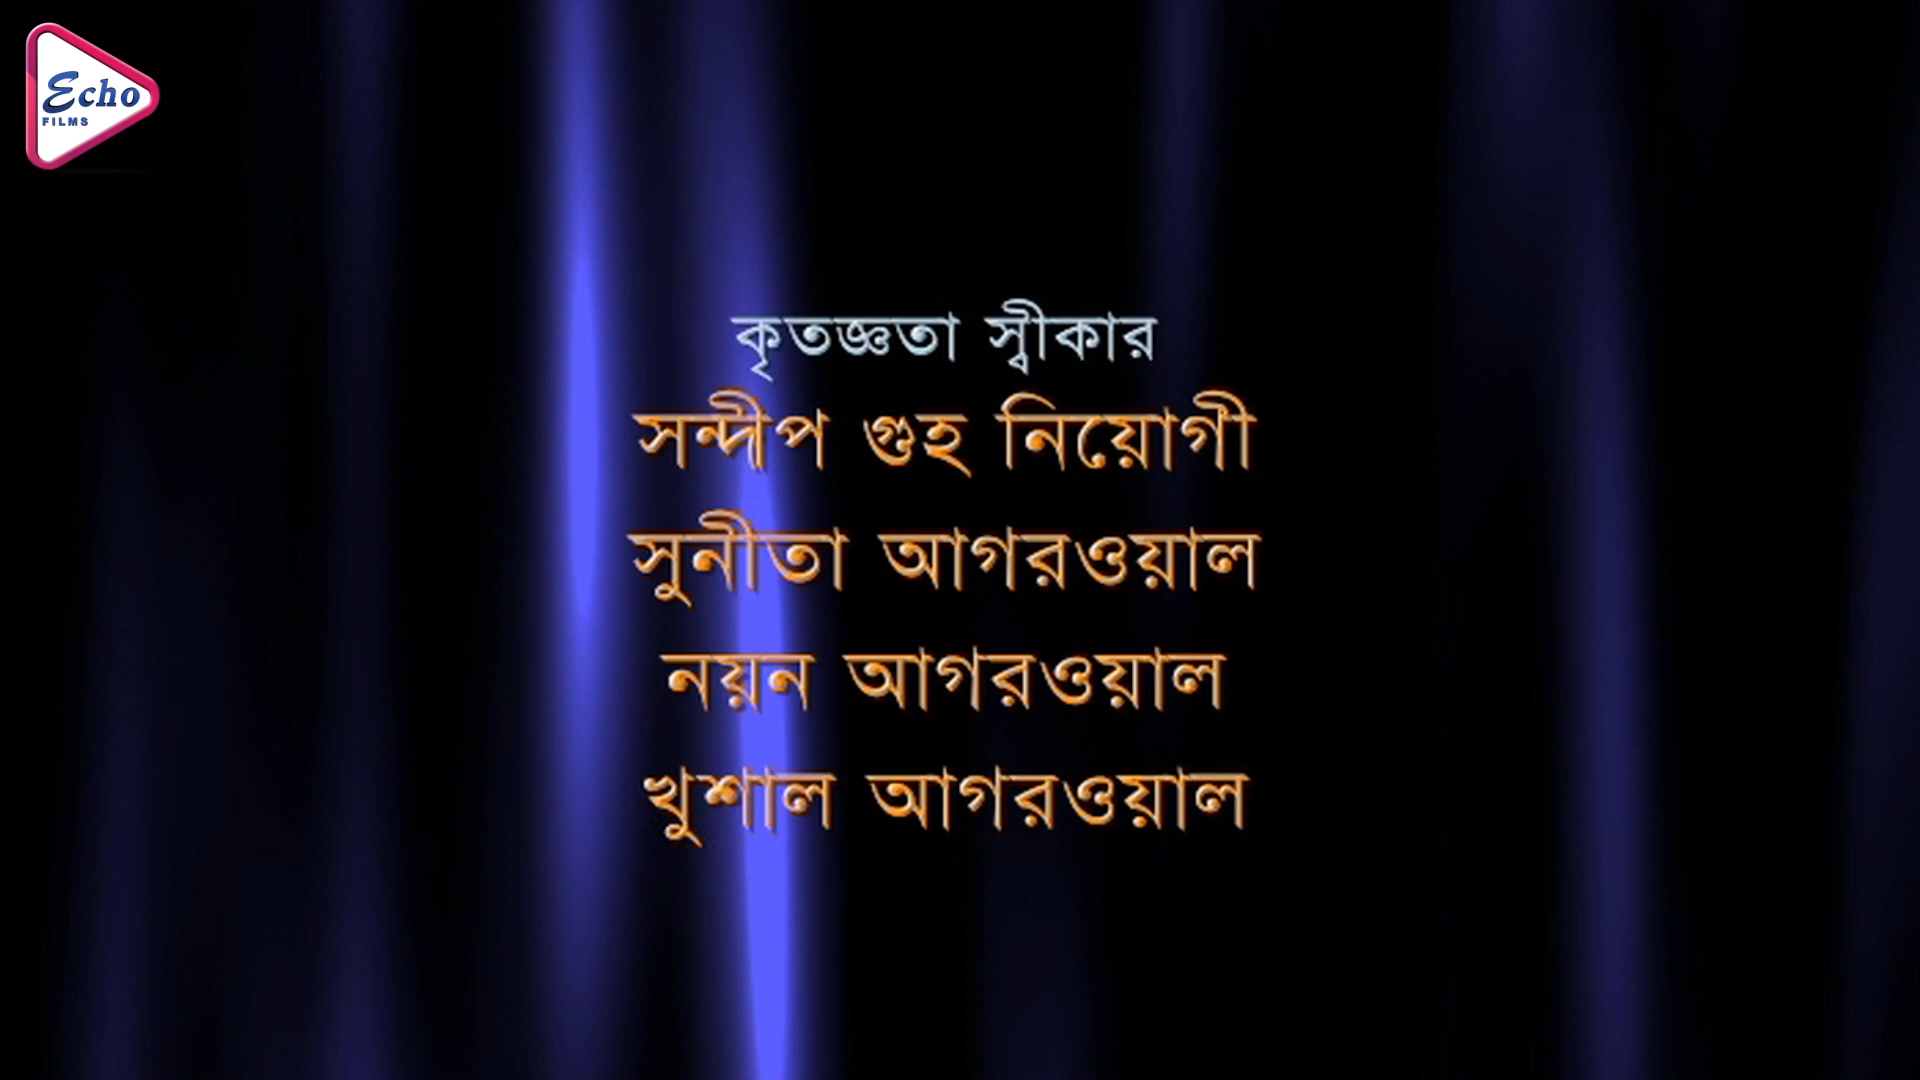 Echo
FILMS
কৃতজ্ঞতা স্বীকার
সন্দীপ গুহ নিয়োগী
সুনীতা আগরওয়াল
নয়ন আগরওয়াল
খুশাল আগরওয়াল